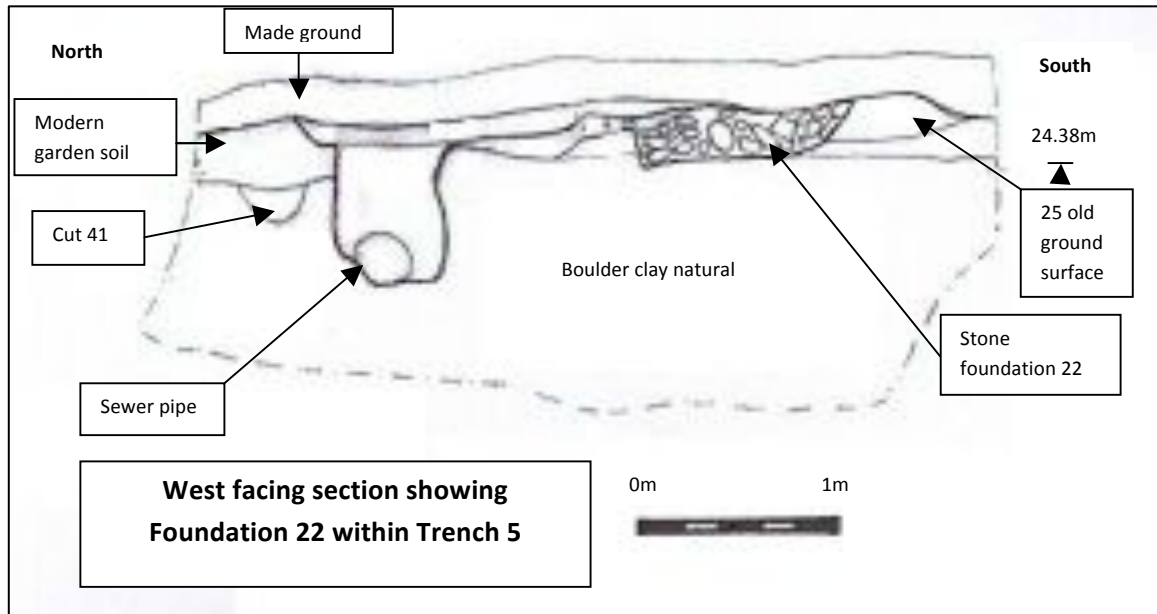 North
Made ground
South
Modern
garden soil
24.38m
Cut 41
25 old
ground
surface
Boulder clay natural
Stone
foundation 22
Sewer pipe
West facing section showing
Foundation 22 within Trench 5
0m 1m